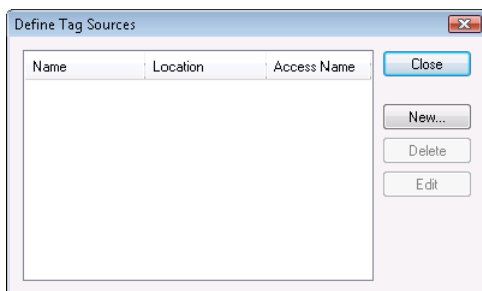 Define Tag Sources
Name Location Access Name
Close
New...
Delete
Edit